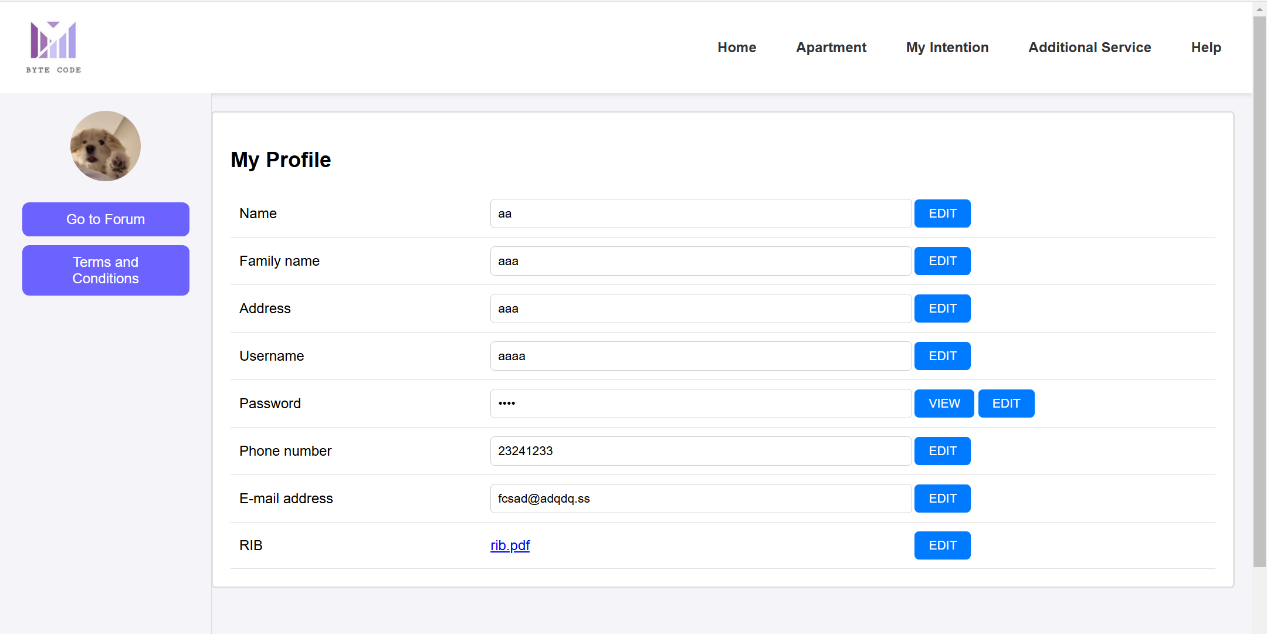 BYTE CODE
Home Apartment My Intention Additional Service Help
Go to Forum
Terms and
Conditions
My Profile
Name aa EDIT
Family name aaa EDIT
Address aaa EDIT
Username aaaa EDIT
Password •••• VIEW EDIT
Phone number 23241233 EDIT
E-mail address fcsad@adqdq.ss EDIT
RIB rib.pdf EDIT